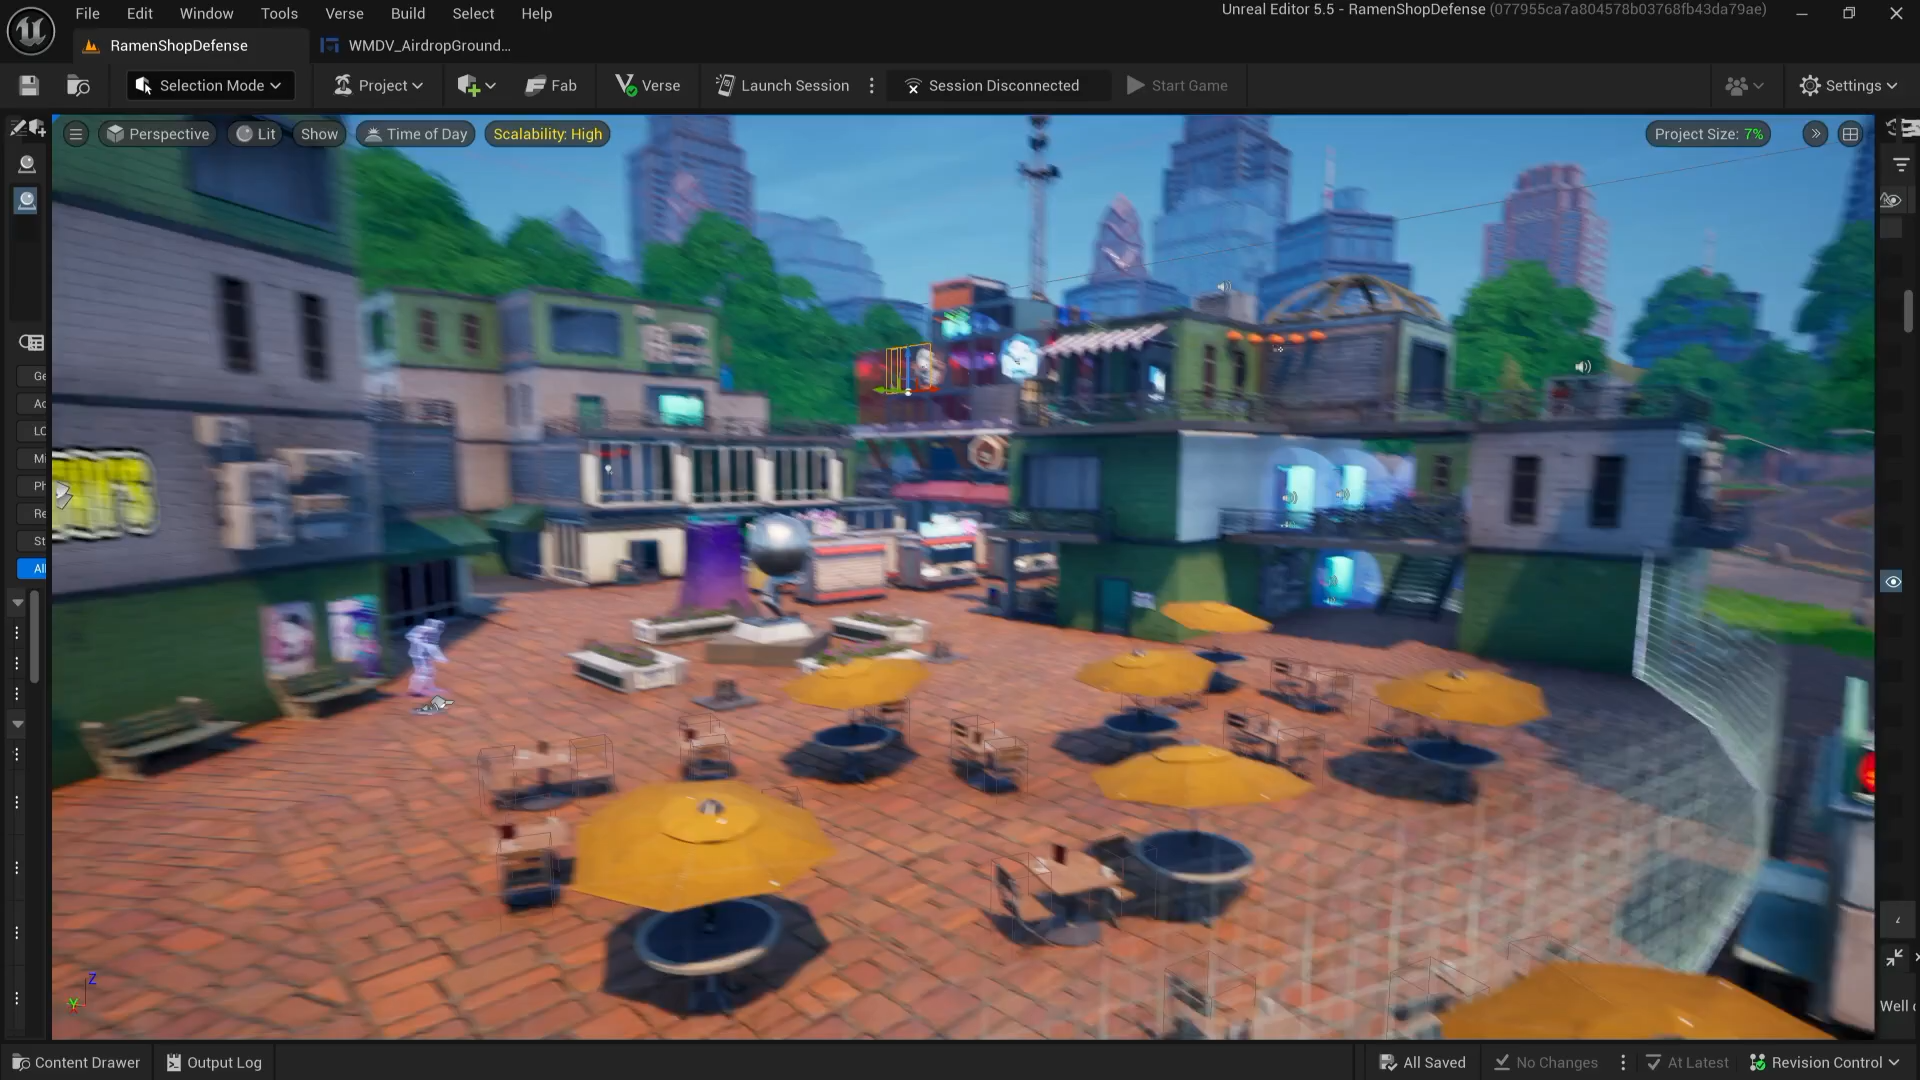 File Edit Window Tools Verse Build Select Help
Unreal Editor 5.5 - RamenShopDefense (077955ca7a804578b03768fb43da79ae)
RamenShopDefense
WMDV_AirdropGround...
Selection Mode
Project
Fab
Verse
Launch Session
Session Disconnected
Start Game
Settings
Perspective
Lit
Show
Time of Day
Scalability: High
Project Size: 7%
Ge
Ac
LC
Mi
Ph
Re
St
All
Z
Y
Well
Content Drawer
Output Log
All Saved
No Changes
At Latest
Revision Control